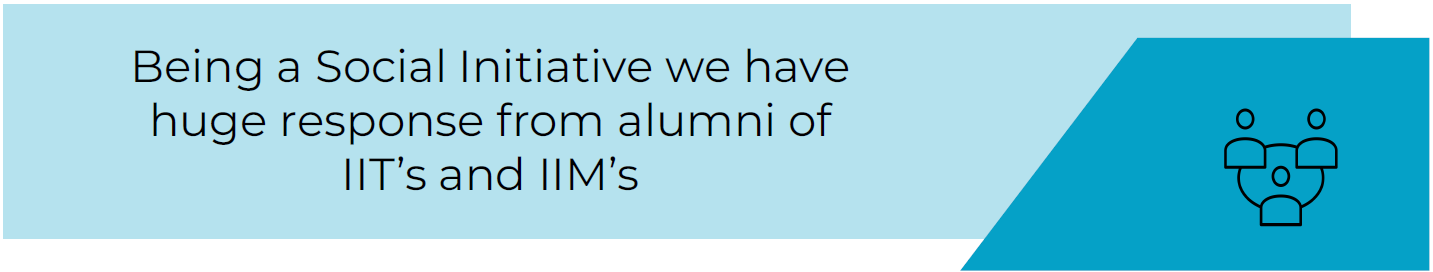 Being a Social Initiative we have
huge response from alumni of
IIT’s and IIM’s